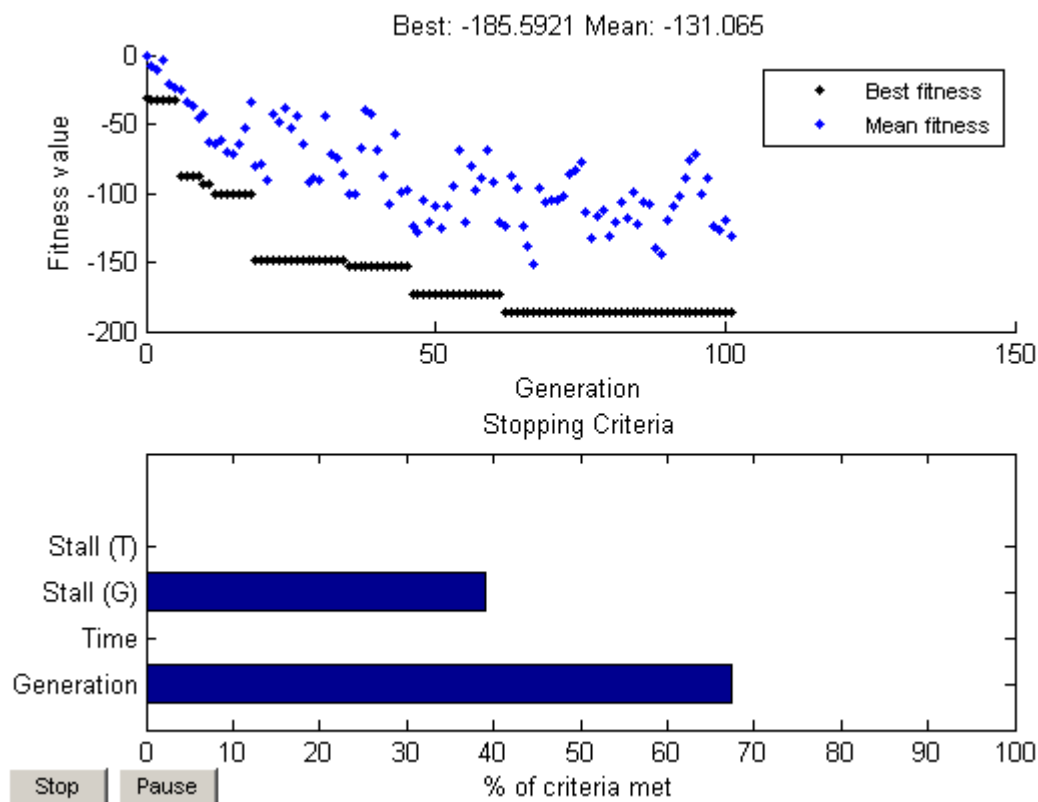 Best: -185.5921 Mean: -131.065
0
-50
-100
-150
-200
Fitness value
Best fitness
Mean fitness
0 50 100 150
Generation
Stopping Criteria
Stall (T)
Stall (G)
Time
Generation
0 10 20 30 40 50 60 70 80 90 100
% of criteria met
Stop Pause